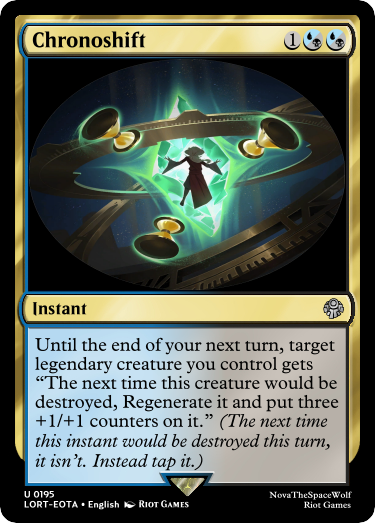 Chronoshift 1
Instant
Until the end of your next turn, target
legendary creature you control gets
“The next time this creature would be
destroyed, Regenerate it and put three
+1/+1 counters on it.” (The next time
this instant would be destroyed this turn,
it isn't. Instead tap it.)
U 0195
LORT-EOTA • English RIOT GAMES
NovaTheSpaceWolf
Riot Games